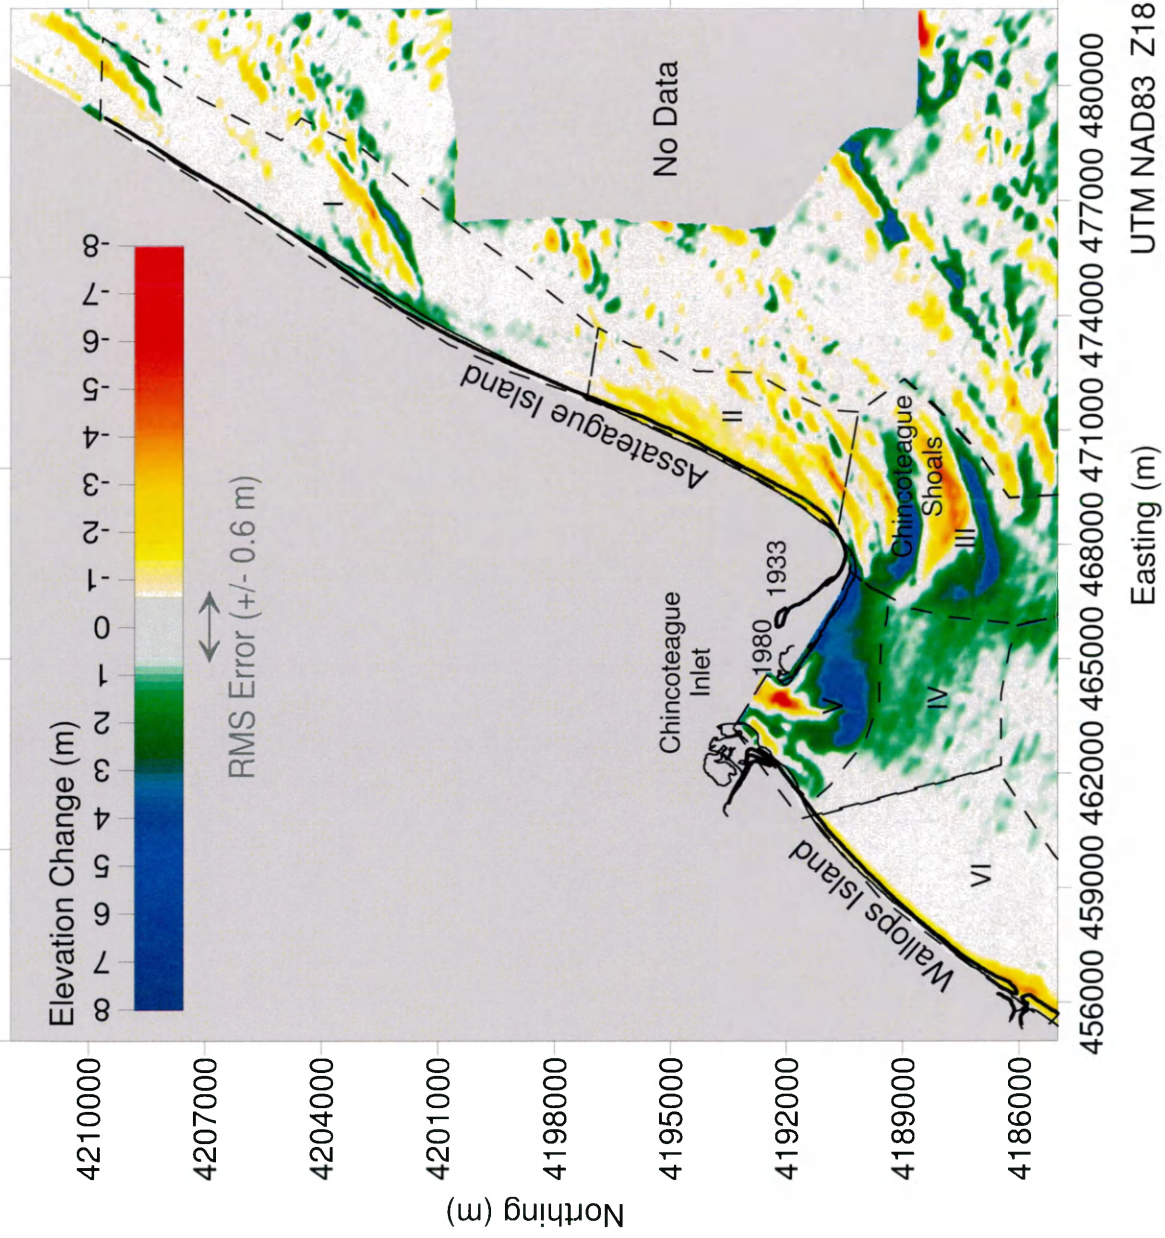 Elevation Change (m)
8 7 6 5 4 3 2 1 0 -1 -2 -3 -4 -5 -6 -7 -8
RMS Error (+/- 0.6 m)
No Data
I
Assateague Island
II
Chincoteague
Inlet
1933
1980
Chincoteague
Shoals
III
IV
V
VI
Wallops Island
Northing (m)
4210000
4207000
4204000
4201000
4198000
4195000
4192000
4189000
4186000
456000 459000 462000 465000 468000 471000 474000 477000 480000
Easting (m)
UTM NAD83 Z18